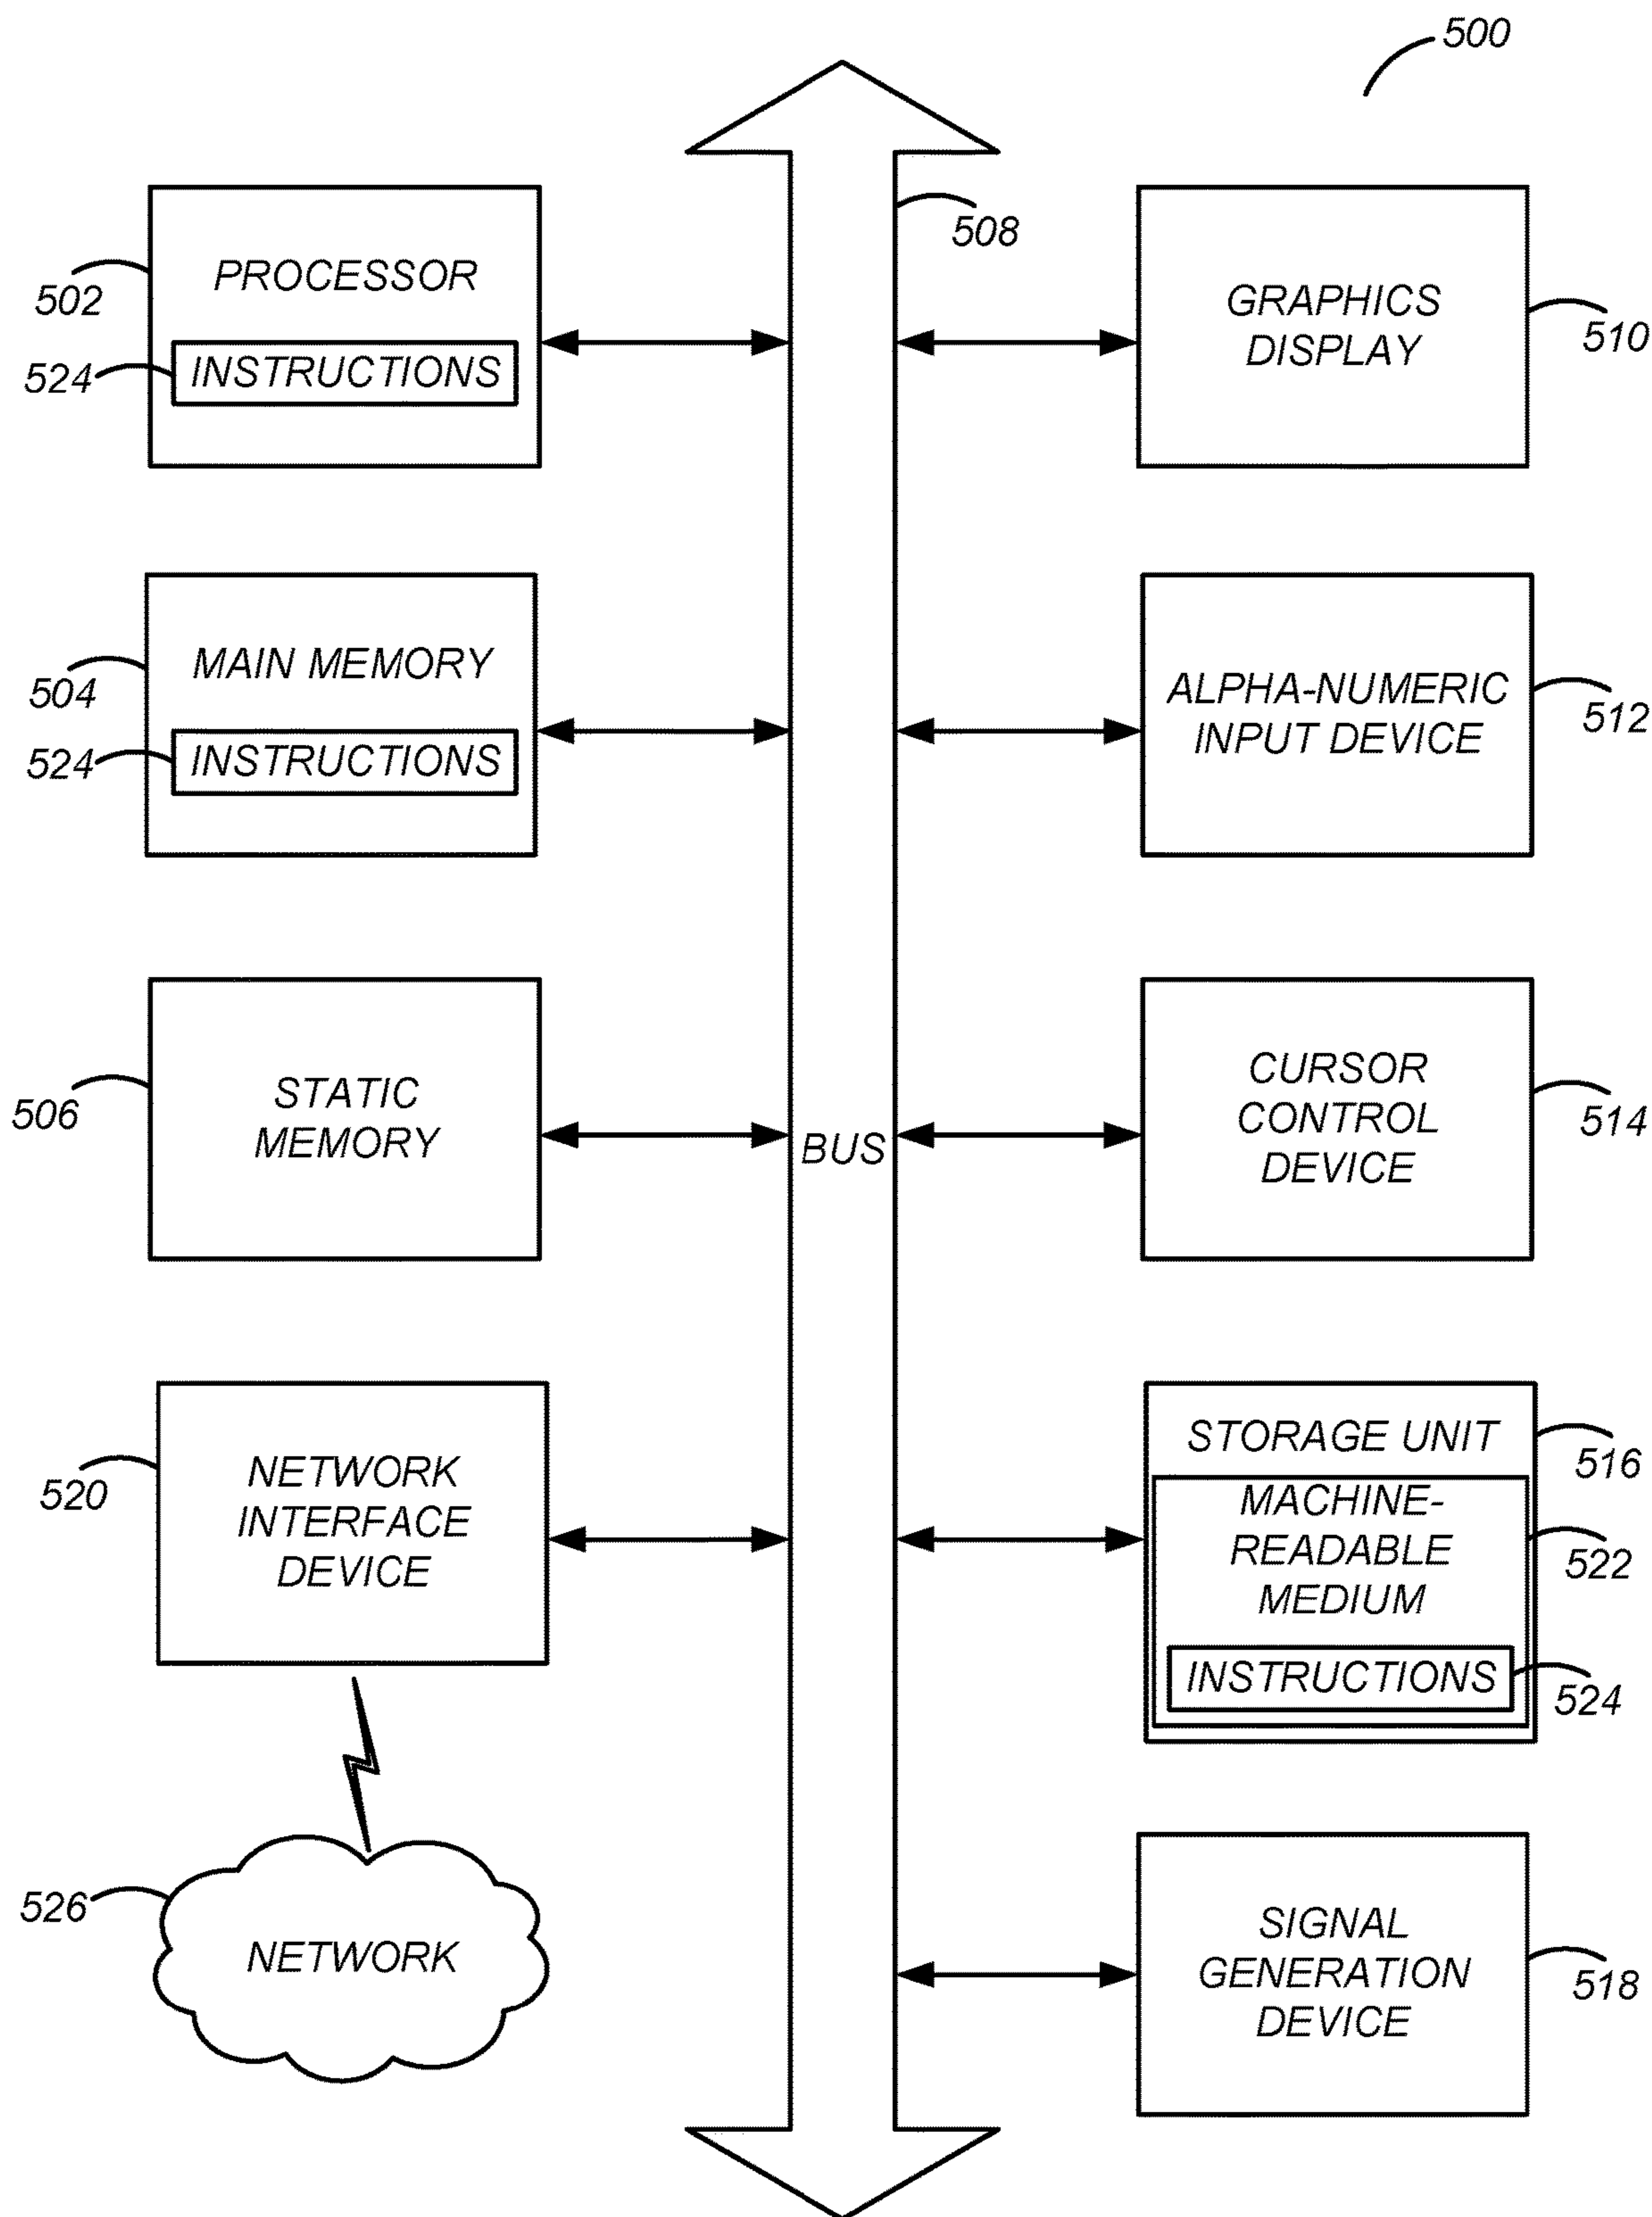 500
508
PROCESSOR
502
INSTRUCTIONS
524
GRAPHICS
DISPLAY
510
MAIN MEMORY
504
INSTRUCTIONS
524
ALPHA-NUMERIC
INPUT DEVICE
512
STATIC
MEMORY
506
BUS
CURSOR
CONTROL
DEVICE
514
NETWORK
INTERFACE
DEVICE
520
STORAGE UNIT
516
MACHINE-
READABLE
MEDIUM
522
INSTRUCTIONS
524
526
NETWORK
SIGNAL
GENERATION
DEVICE
518